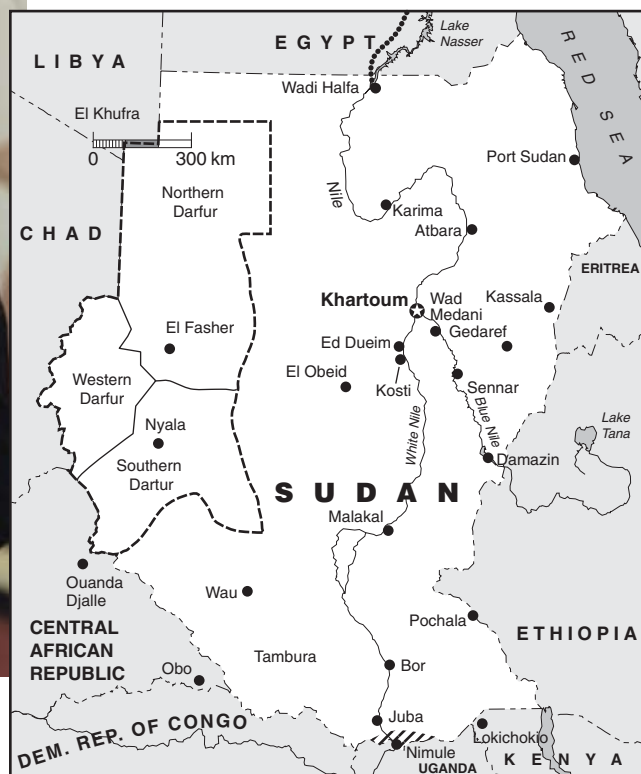 EGYPT
Lake
Nasser
LIBYA
RED SEA
Wadi Halfa
El Khufra
0 300 km
Port Sudan
Northern
Darfur
Nile
Karima
CHAD
Atbara
ERITREA
Khartoum
Wad
Medani
Kassala
Gedaref
El Fasher
Ed Dueim
El Obeid
Western
Darfur
Kosti
Sennar
White Nile
Blue Nile
Lake
Tana
Nyala
Southern
Dartur
Damazin
SUDAN
Malakal
Ouanda
Djalle
Wau
Pochala
CENTRAL
AFRICAN
REPUBLIC
ETHIOPIA
Tambura
Obo
Bor
Juba
Lokichokio
DEM. REP. OF CONGO
Nimule
UGANDA
KENYA